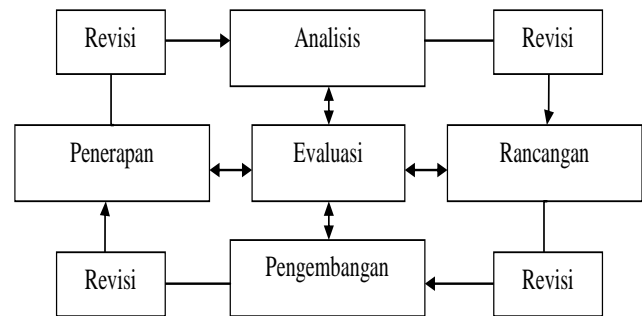 Revisi
Analisis
Revisi
Penerapan
Evaluasi
Rancangan
Revisi
Pengembangan
Revisi